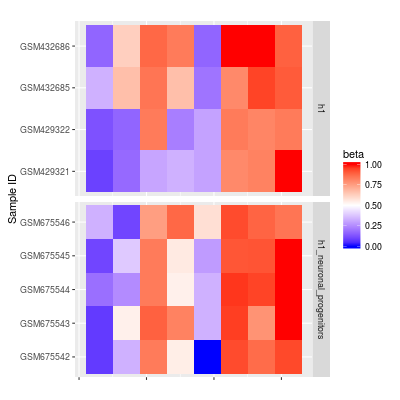 GSM432686
GSM432685
GSM429322
GSM429321
h1
GSM675546
GSM675545
GSM675544
GSM675543
GSM675542
h1_neuronal_progenitors
Sample ID
beta
1.00
0.75
0.50
0.25
0.00